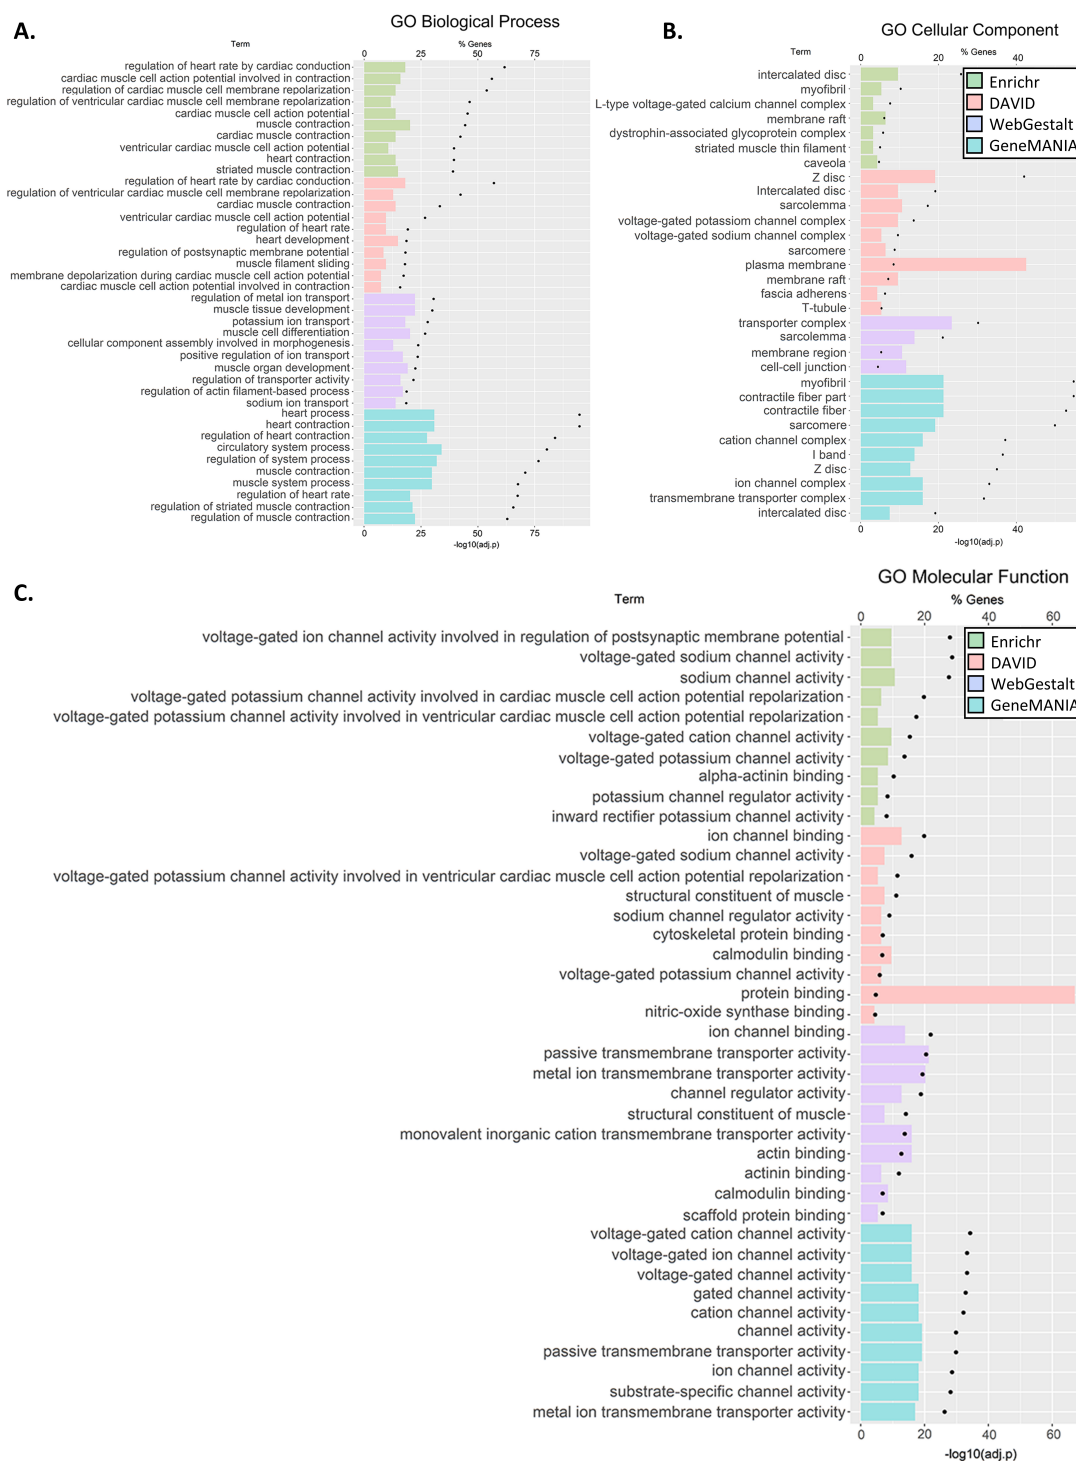 A.
GO Biological Process
Term
% Genes
0 25 50 75
regulation of heart rate by cardiac conduction
cardiac muscle cell action potential involved in contraction
regulation of cardiac muscle cell membrane repolarization
regulation of ventricular cardiac muscle cell membrane repolarization
cardiac muscle cell action potential
muscle contraction
cardiac muscle contraction
ventricular cardiac muscle cell action potential
heart contraction
striated muscle contraction
regulation of heart rate by cardiac conduction
regulation of ventricular cardiac muscle cell membrane repolarization
cardiac muscle contraction
ventricular cardiac muscle cell action potential
regulation of heart rate
heart development
regulation of postsynaptic membrane potential
muscle filament sliding
membrane depolarization during cardiac muscle cell action potential
cardiac muscle cell action potential involved in contraction
regulation of metal ion transport
muscle tissue development
potassium ion transport
muscle cell differentiation
cellular component assembly involved in morphogenesis
positive regulation of ion transport
muscle organ development
regulation of transporter activity
regulation of actin filament-based process
sodium ion transport
heart process
heart contraction
regulation of heart contraction
circulatory system process
regulation of system process
muscle contraction
muscle system process
regulation of heart rate
regulation of striated muscle contraction
regulation of muscle contraction
0 25 50 75
-log10(adj.p)
B.
GO Cellular Component
Term
% Genes
0 20 40
intercalated disc
myofibril
L-type voltage-gated calcium channel complex
membrane raft
dystrophin-associated glycoprotein complex
striated muscle thin filament
caveola
Z disc
Intercalated disc
sarcolemma
voltage-gated potassiom channel complex
voltage-gated sodium channel complex
sarcomere
plasma membrane
membrane raft
fascia adherens
T-tubule
transporter complex
sarcolemma
membrane region
cell-cell junction
myofibril
contractile fiber part
contractile fiber
sarcomere
cation channel complex
I band
Z disc
ion channel complex
transmembrane transporter complex
intercalated disc
0 20 40
-log10(adj.p)
Enrichr
DAVID
WebGestalt
GeneMANIA
C.
GO Molecular Function
Term
% Genes
0 20 40 60
voltage-gated ion channel activity involved in regulation of postsynaptic membrane potential
voltage-gated sodium channel activity
sodium channel activity
voltage-gated potassium channel activity involved in cardiac muscle cell action potential repolarization
voltage-gated potassium channel activity involved in ventricular cardiac muscle cell action potential repolarization
voltage-gated cation channel activity
voltage-gated potassium channel activity
alpha-actinin binding
potassium channel regulator activity
inward rectifier potassium channel activity
ion channel binding
voltage-gated sodium channel activity
voltage-gated potassium channel activity involved in ventricular cardiac muscle cell action potential repolarization
structural constituent of muscle
sodium channel regulator activity
cytoskeletal protein binding
calmodulin binding
voltage-gated potassium channel activity
protein binding
nitric-oxide synthase binding
ion channel binding
passive transmembrane transporter activity
metal ion transmembrane transporter activity
channel regulator activity
structural constituent of muscle
monovalent inorganic cation transmembrane transporter activity
actin binding
actinin binding
calmodulin binding
scaffold protein binding
voltage-gated cation channel activity
voltage-gated ion channel activity
voltage-gated channel activity
gated channel activity
cation channel activity
channel activity
passive transmembrane transporter activity
ion channel activity
substrate-specific channel activity
metal ion transmembrane transporter activity
0 20 40 60
-log10(adj.p)
Enrichr
DAVID
WebGestalt
GeneMANIA